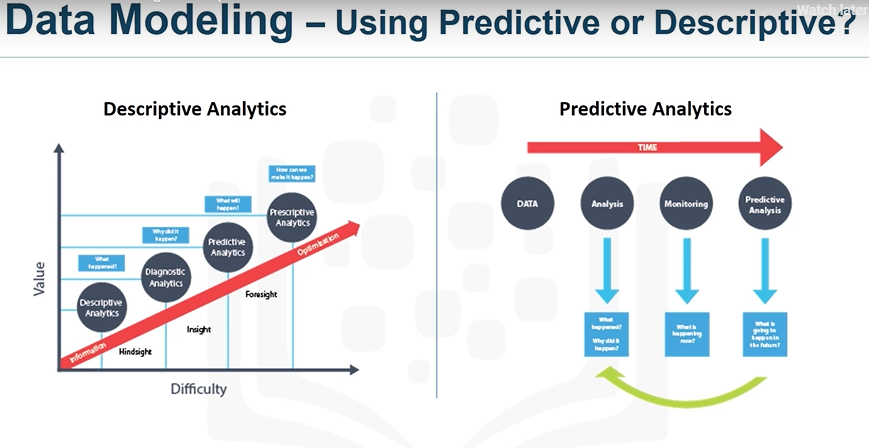 Watch later
Data Modeling – Using Predictive or Descriptive?
Descriptive Analytics
Value
What
happened?
Why did it
happen?
What will
happen?
How can we
make it happen?
Descriptive
Analytics
Diagnostic
Analytics
Predictive
Analytics
Prescriptive
Analytics
Information
Optimization
Hindsight
Insight
Foresight
Difficulty
Predictive Analytics
TIME
DATA
Analysis
Monitoring
Predictive
Analysis
What
happened?
Why did it
happen?
What is
happening
now?
What is
going to
happen in
the future?